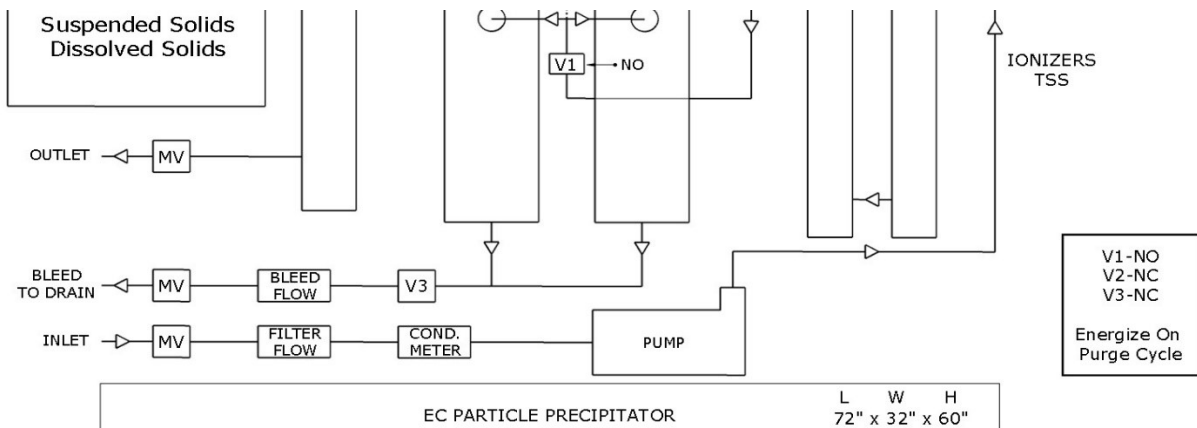 Suspended Solids
Dissolved Solids
V1
NO
IONIZERS
TSS
OUTLET
MV
BLEED
TO DRAIN
MV
BLEED
FLOW
V3
INLET
MV
FILTER
FLOW
COND.
METER
PUMP
V1-NO
V2-NC
V3-NC
Energize On
Purge Cycle
EC PARTICLE PRECIPITATOR
L W H
72" x 32" x 60"